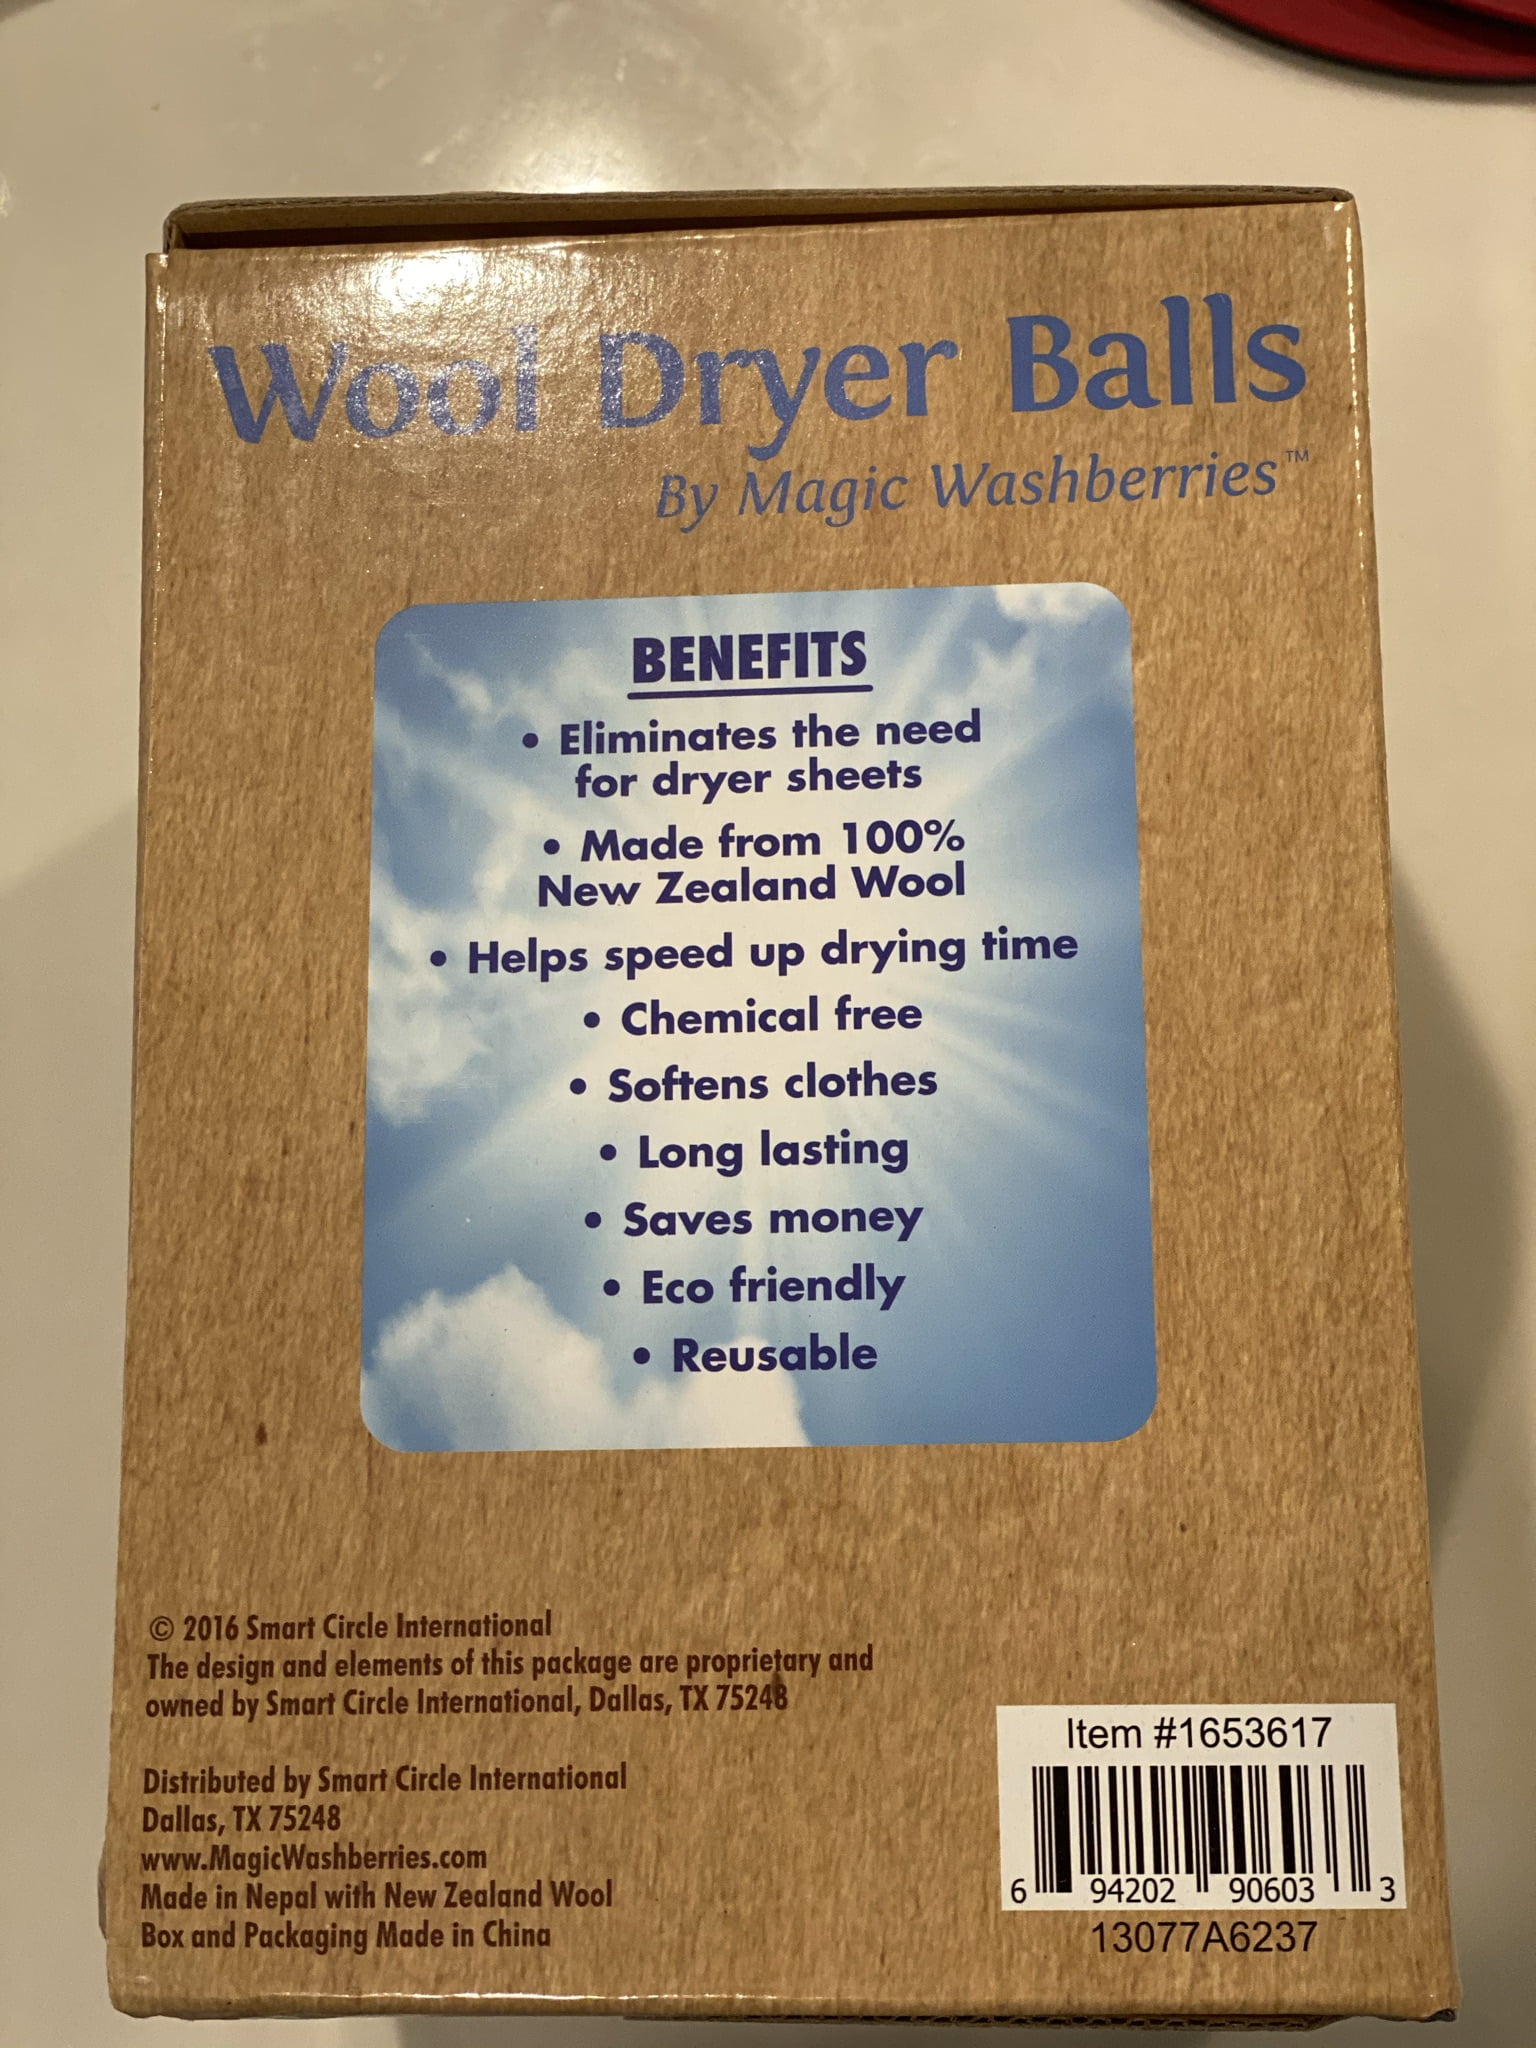 Wool Dryer Balls
By Magic Washberries™
BENEFITS
• Eliminates the need
for dryer sheets
• Made from 100%
New Zealand Wool
• Helps speed up drying time
• Chemical free
• Softens clothes
• Long lasting
• Saves money
• Eco friendly
• Reusable
© 2016 Smart Circle International
The design and elements of this package are proprietary and
owned by Smart Circle International, Dallas, TX 75248
Distributed by Smart Circle International
Dallas, TX 75248
www.MagicWashberries.com
Made in Nepal with New Zealand Wool
Box and Packaging Made in China
Item #1653617
6 94202 90603 3
13077A6237